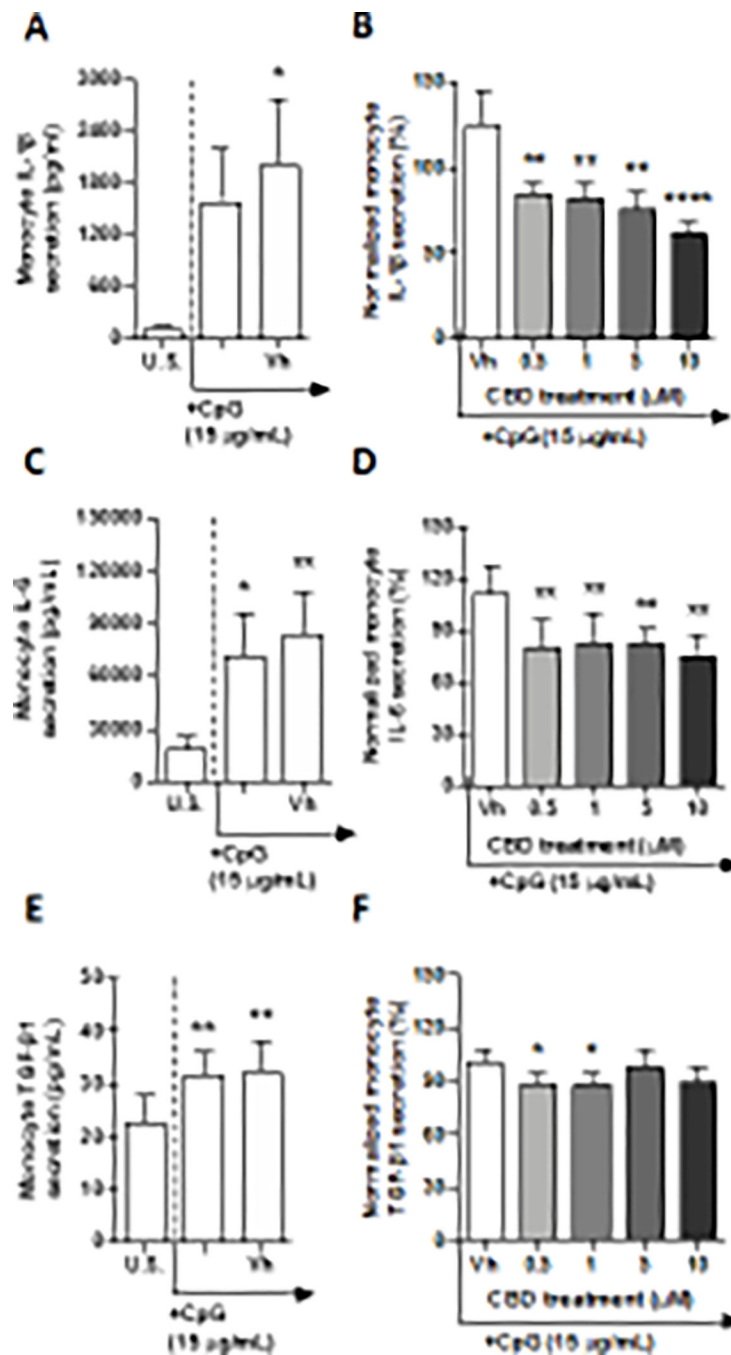 A
Monocyte IL-1β
secretion (pg/ml)
3000
2400
1800
1200
600
0
*
U.S.
-
Vh
+CpG
(15 µg/mL)
B
Normalized monocyte
IL-1β secretion (%)
150
100
50
0
**
**
**
****
Vh
0.5
1
5
10
CBD treatment (µM)
+CpG (15 µg/mL)
C
Monocyte IL-6
secretion (pg/mL)
150000
120000
90000
60000
30000
0
*
**
U.S.
-
Vh
+CpG
(15 µg/mL)
D
Normalized monocyte
IL-6 secretion (%)
150
120
90
60
30
0
**
**
**
**
Vh
0.5
1
5
10
CBD treatment (µM)
+CpG (15 µg/mL)
E
Monocyte TGF-β1
secretion (pg/mL)
50
40
30
20
10
0
**
**
U.S.
-
Vh
+CpG
(15 µg/mL)
F
Normalized monocyte
TGF-β1 secretion (%)
150
120
90
60
30
0
*
*
Vh
0.5
1
5
10
CBD treatment (µM)
+CpG (15 µg/mL)